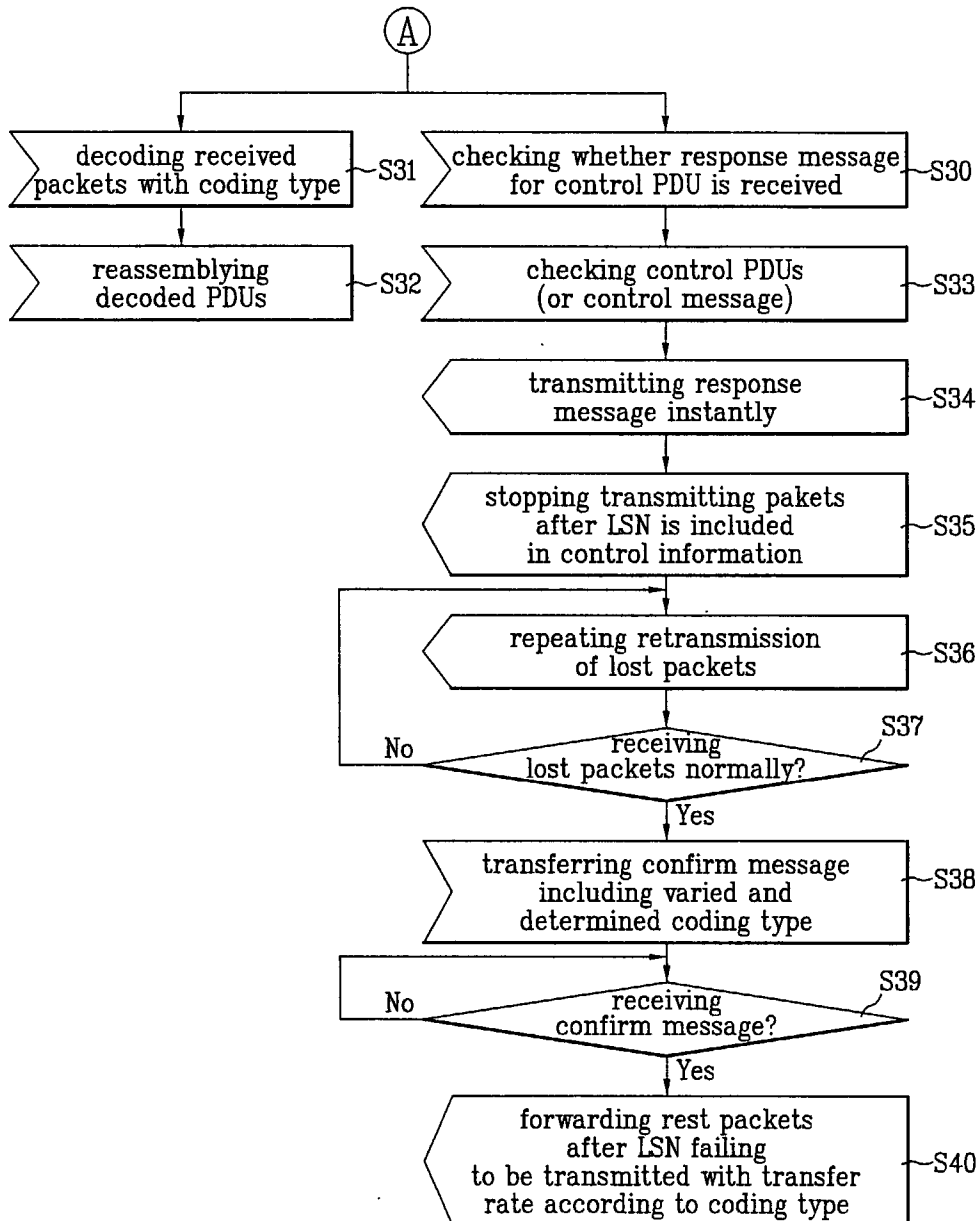 A
decoding received
packets with coding type
S31
checking whether response message
for control PDU is received
S30
reassemblying
decoded PDUs
S32
checking control PDUs
(or control message)
S33
transmitting response
message instantly
S34
stopping transmitting pakets
after LSN is included
in control information
S35
repeating retransmission
of lost packets
S36
receiving
lost packets normally?
S37
No
Yes
transferring confirm message
including varied and
determined coding type
S38
receiving
confirm message?
S39
No
Yes
forwarding rest packets
after LSN failing
to be transmitted with transfer
rate according to coding type
S40